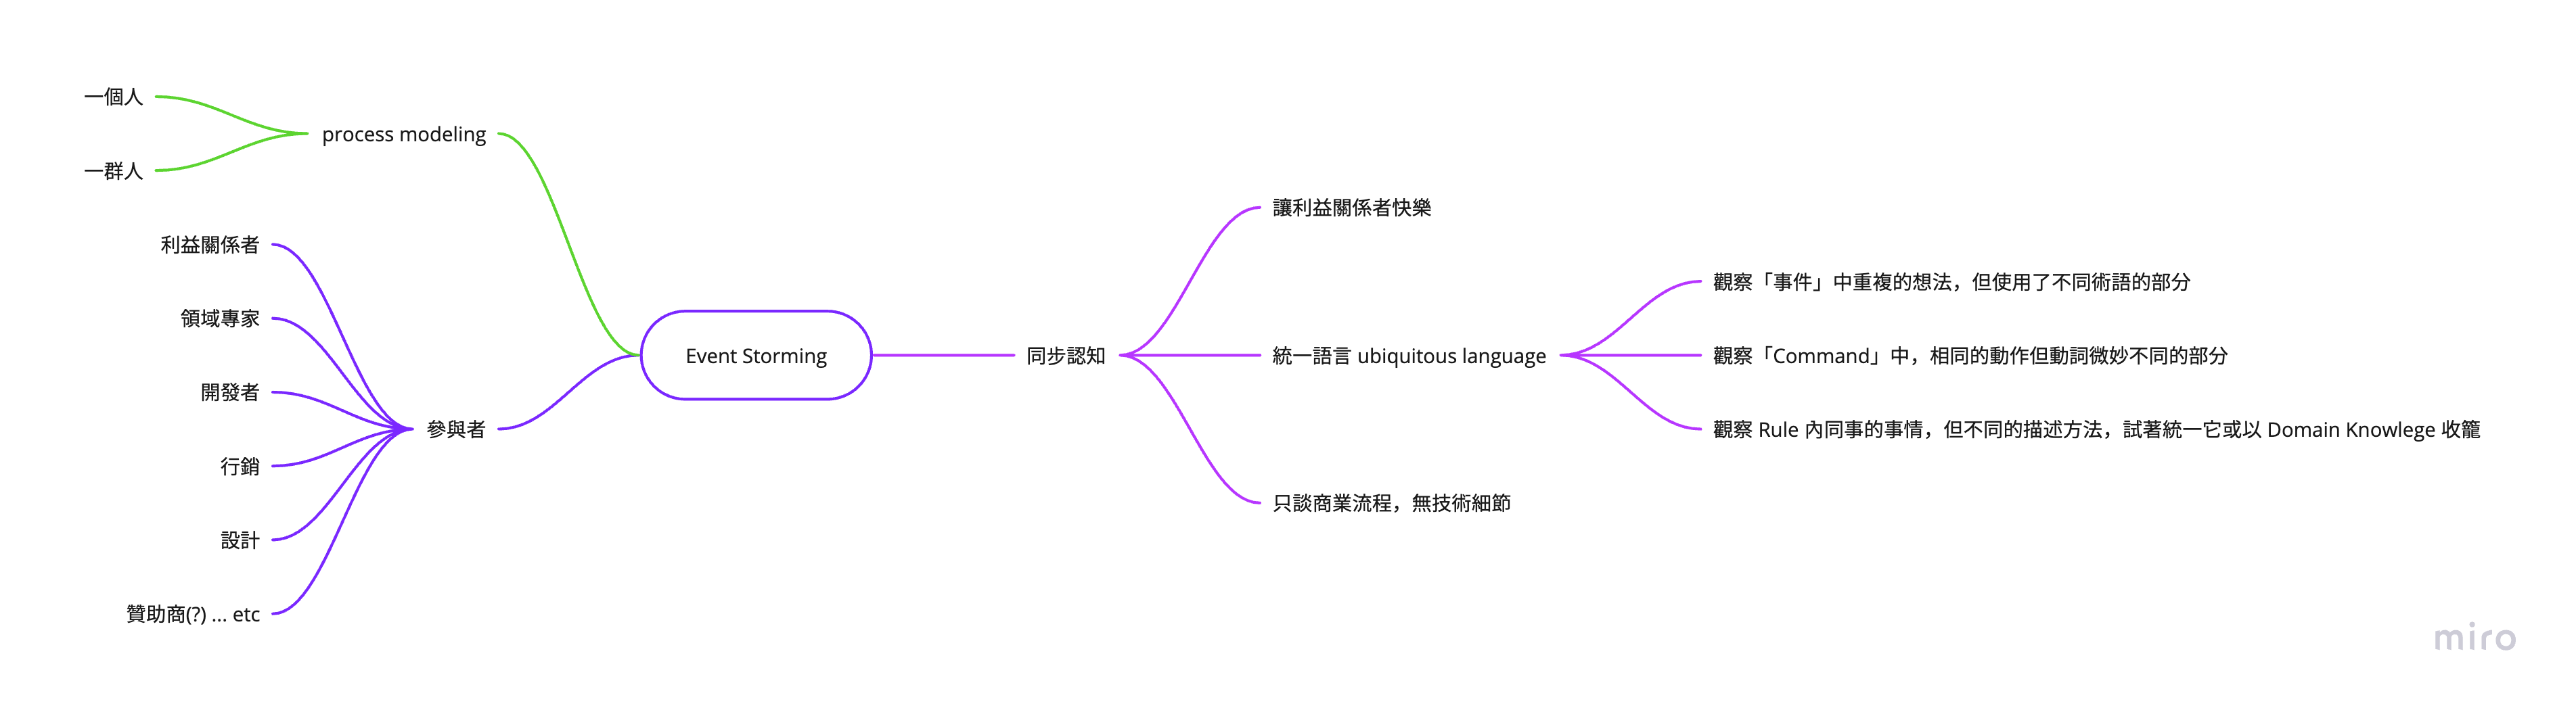 一個人
process modeling
一群人
利益關係者
領域專家
開發者
參與者
行銷
設計
贊助商(?) ... etc
Event Storming
同步認知
讓利益關係者快樂
統一語言 ubiquitous language
只談商業流程，無技術細節
觀察「事件」中重複的想法，但使用了不同術語的部分
觀察「Command」中，相同的動作但動詞微妙不同的部分
觀察 Rule 內同事的事情，但不同的描述方法，試著統一它或以 Domain Knowlege 收籠
miro